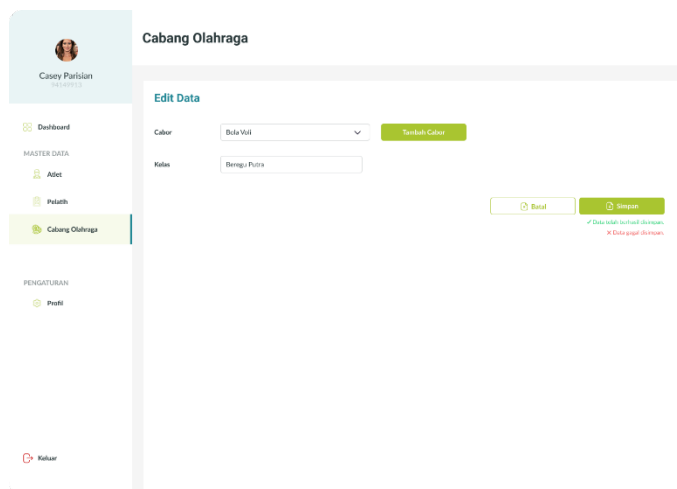 Casey Parisian
Cabang Olahraga
Edit Data
Dashboard
Cabor
Bola Voli
Tambah Cabor
MASTER DATA
Atlet
Kelas
Beregu Putra
Pelatih
Batal
Simpan
Cabang Olahraga
✓ Data telah berhasil disimpan.
✕ Data gagal disimpan.
PENGATURAN
Profil
Keluar